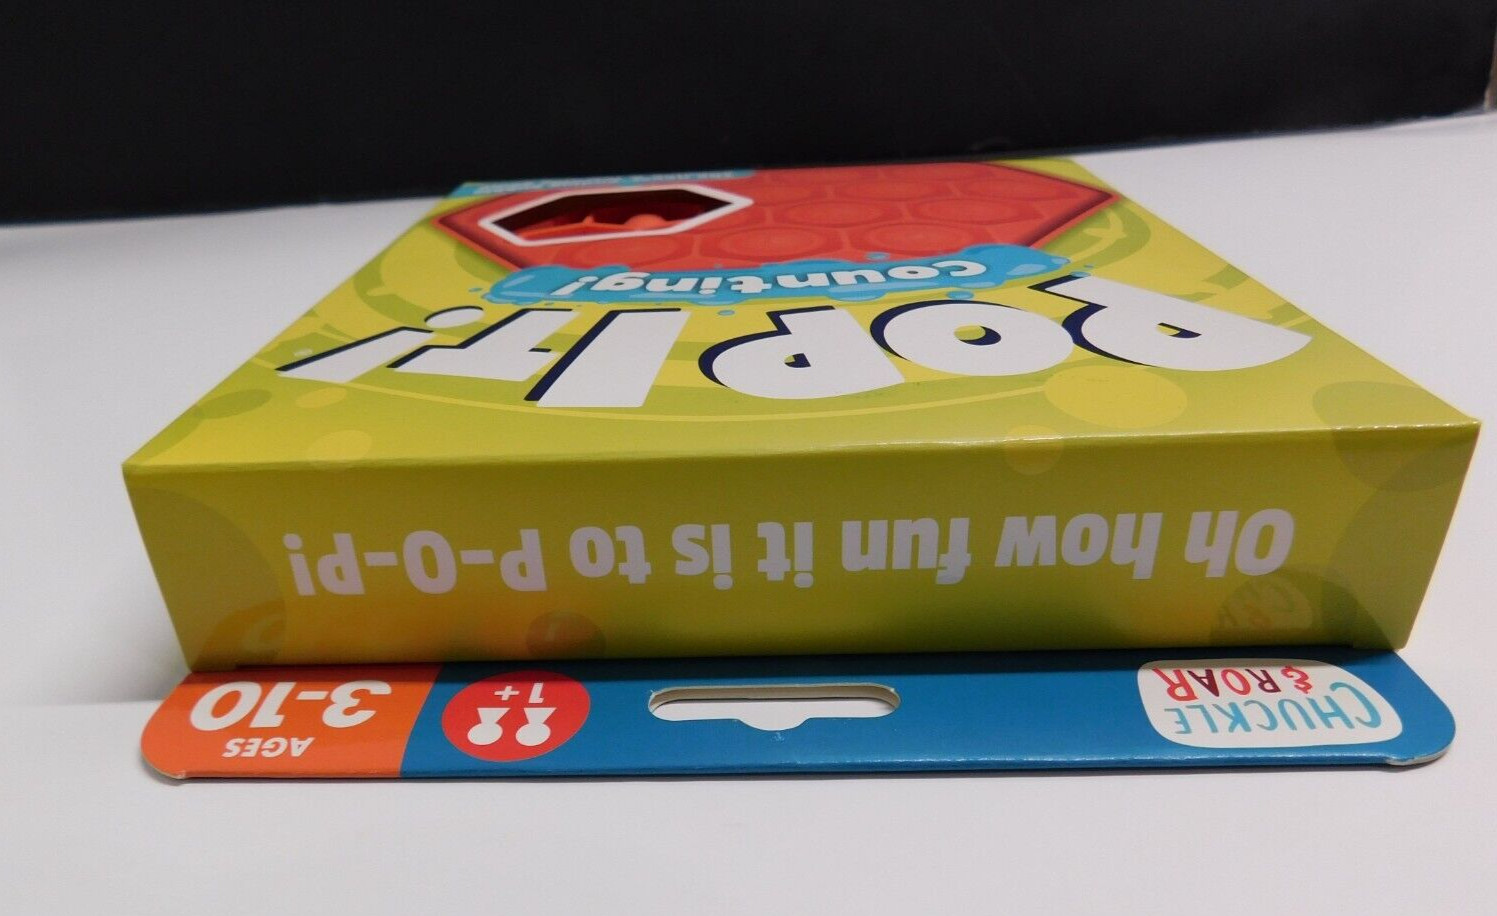 CHUCKLE
& ROAR
1+
AGES
3-10
Oh how fun it is to P-O-P!
POP IT!
Counting!